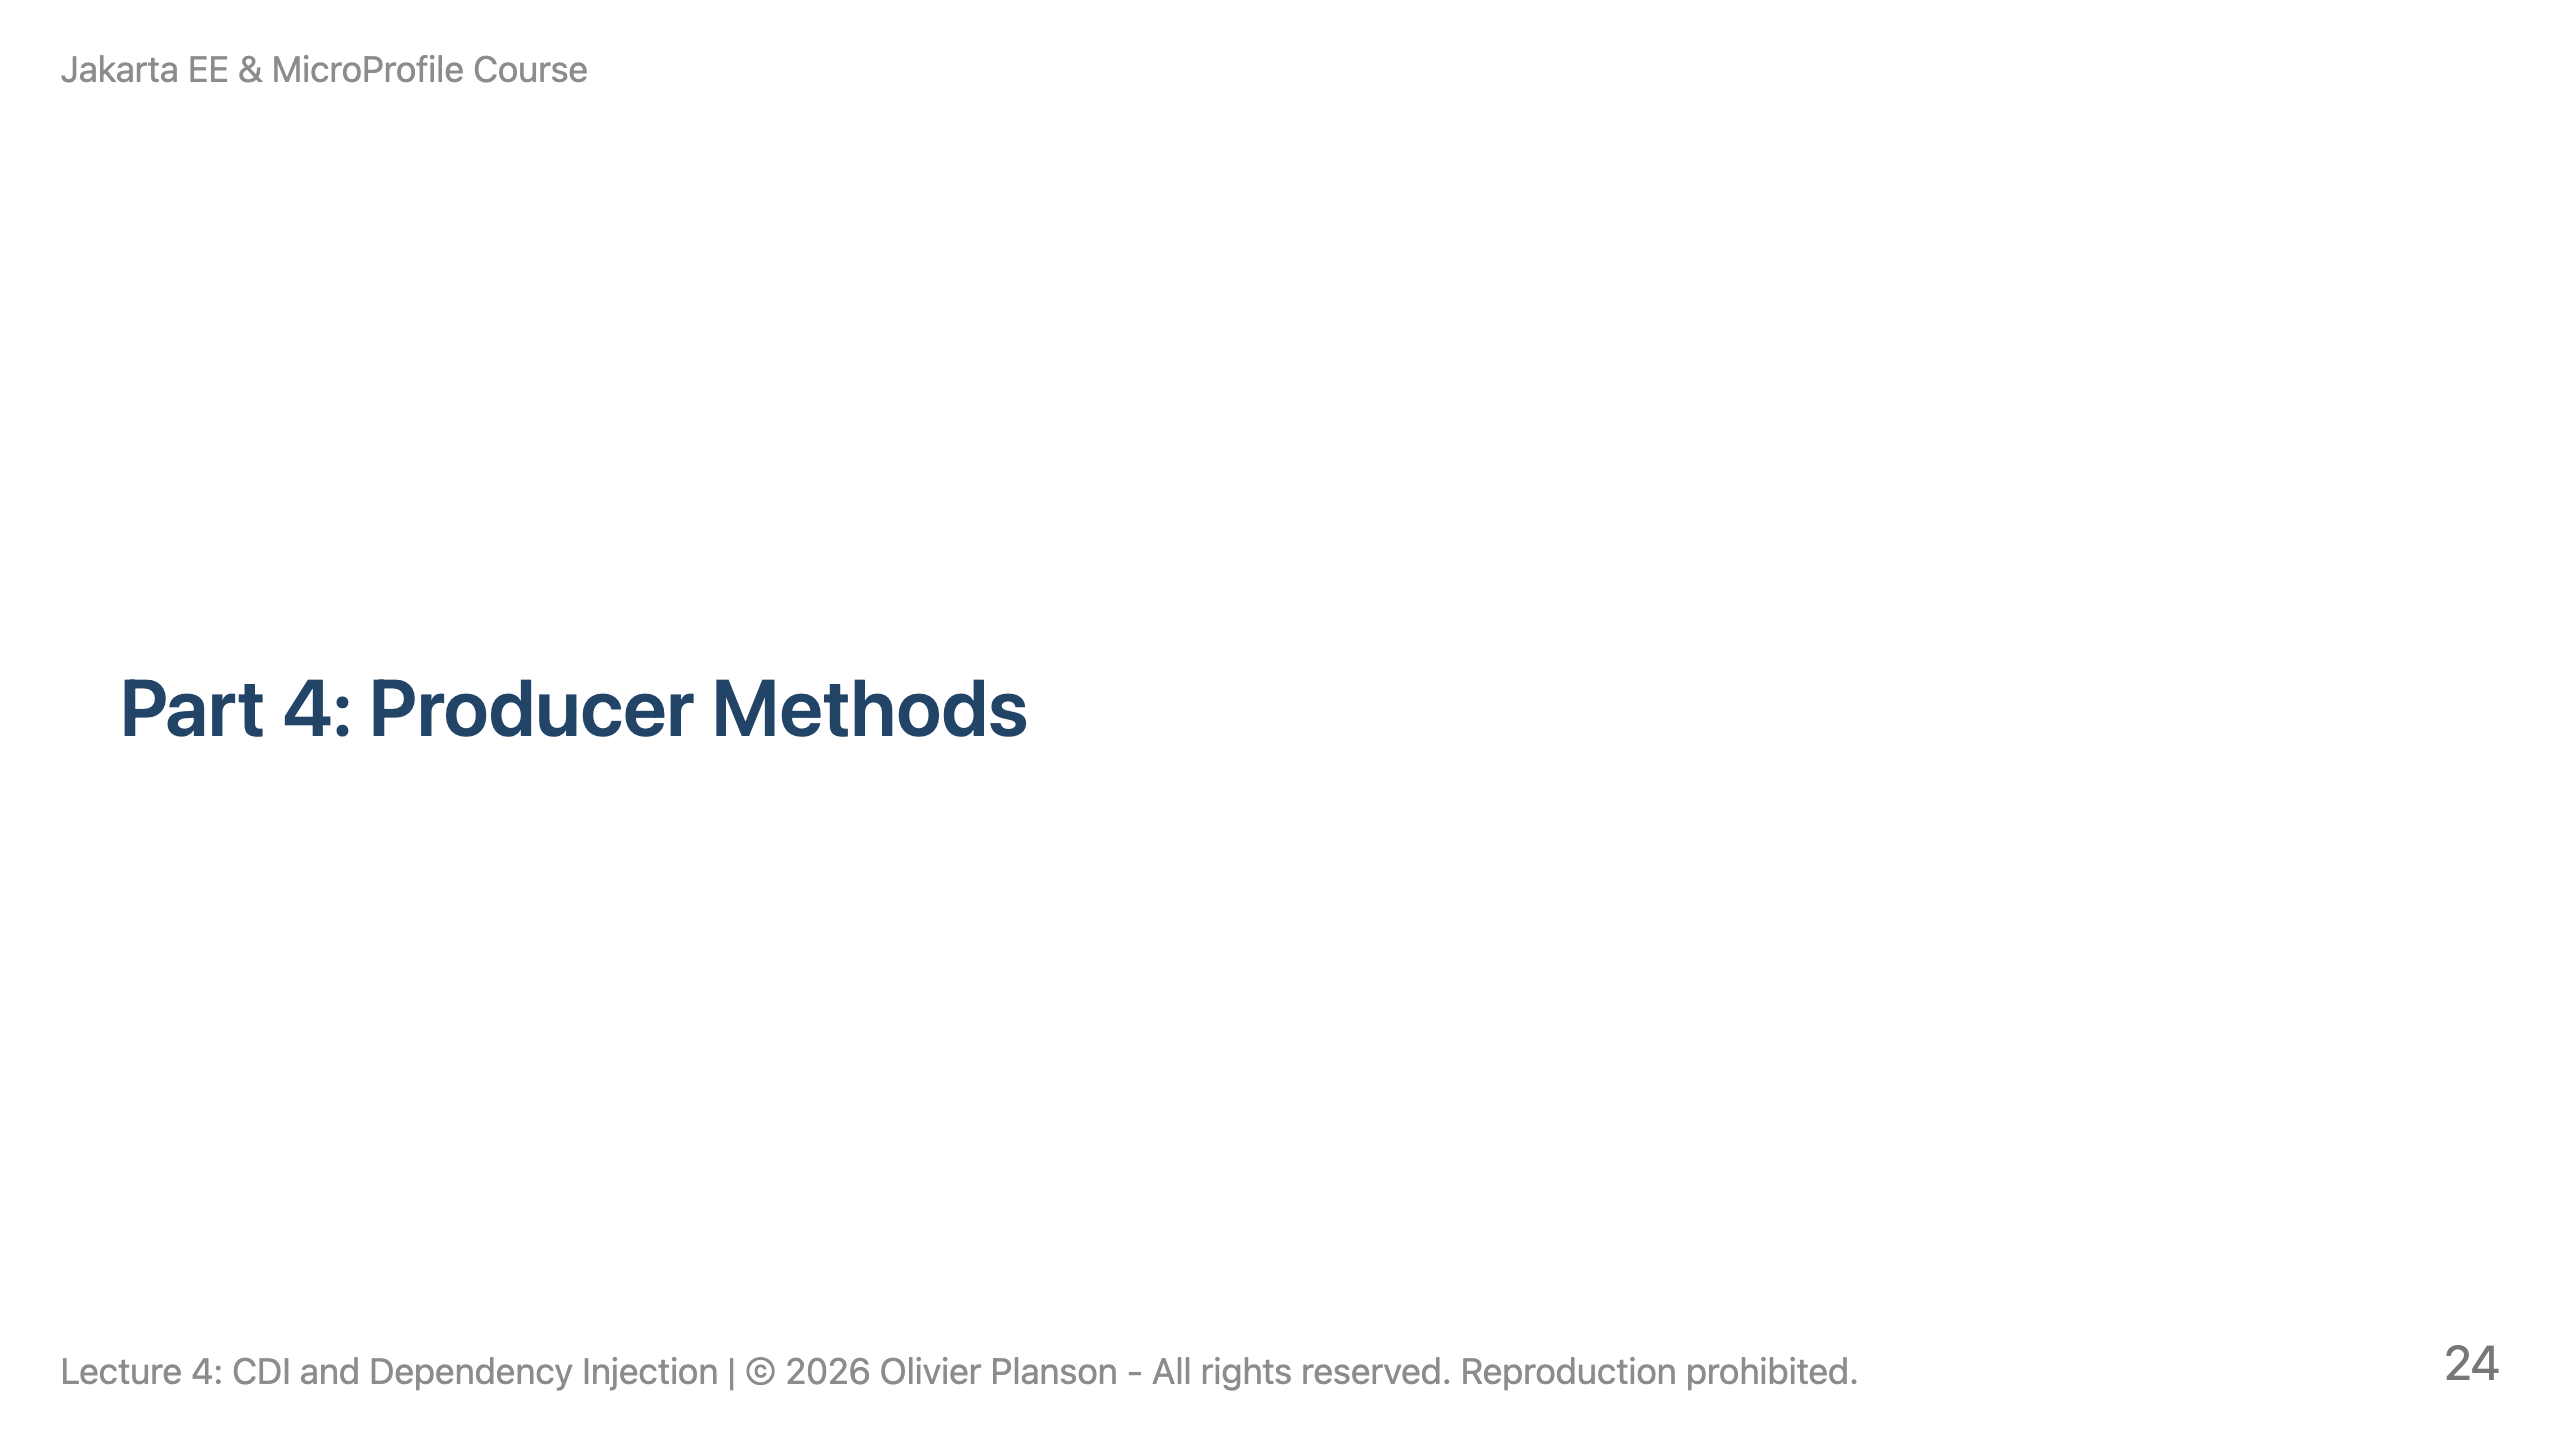 Jakarta EE & MicroProfile Course
Part 4: Producer Methods
Lecture 4: CDI and Dependency Injection | © 2026 Olivier Planson - All rights reserved. Reproduction prohibited.
24